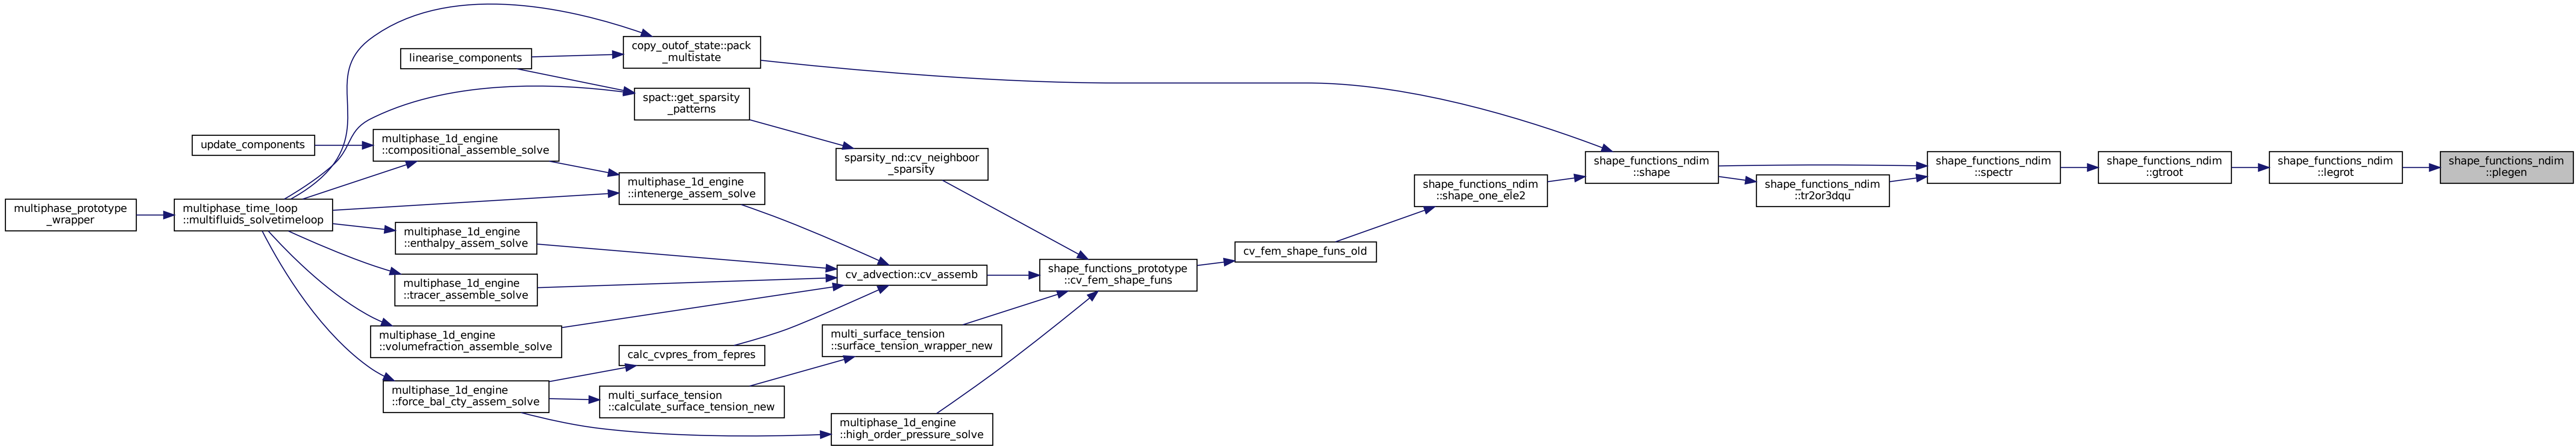 multiphase_prototype
_wrapper
update_components
multiphase_time_loop
::multifluids_solvetimeloop
linearise_components
multiphase_1d_engine
::compositional_assemble_solve
multiphase_1d_engine
::enthalpy_assem_solve
multiphase_1d_engine
::tracer_assemble_solve
multiphase_1d_engine
::volumefraction_assemble_solve
multiphase_1d_engine
::force_bal_cty_assem_solve
copy_outof_state::pack
_multistate
spact::get_sparsity
_patterns
multiphase_1d_engine
::intenerge_assem_solve
calc_cvpres_from_fepres
multi_surface_tension
::calculate_surface_tension_new
sparsity_nd::cv_neighboor
_sparsity
cv_advection::cv_assemb
multi_surface_tension
::surface_tension_wrapper_new
multiphase_1d_engine
::high_order_pressure_solve
shape_functions_prototype
::cv_fem_shape_funs
cv_fem_shape_funs_old
shape_functions_ndim
::shape_one_ele2
shape_functions_ndim
::shape
shape_functions_ndim
::tr2or3dqu
shape_functions_ndim
::spectr
shape_functions_ndim
::gtroot
shape_functions_ndim
::legrot
shape_functions_ndim
::plegen